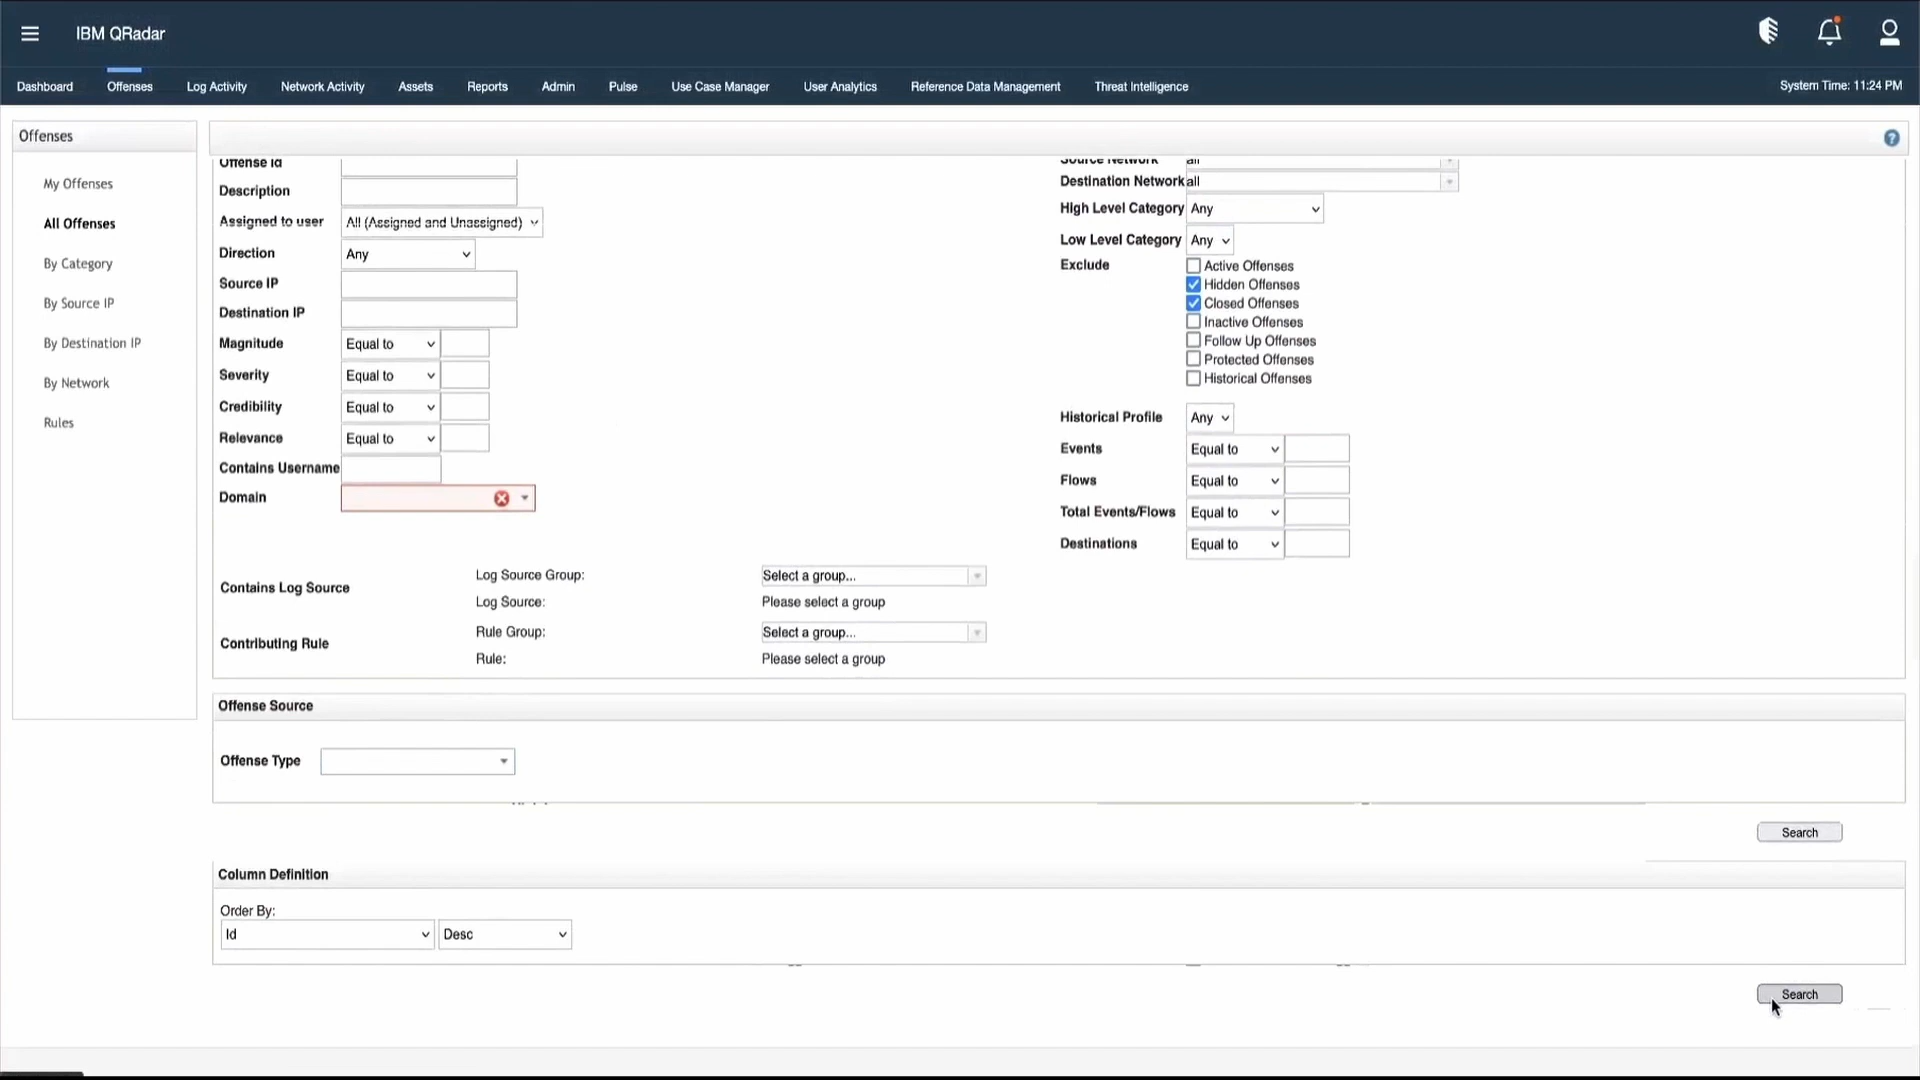 IBM QRadar
Dashboard Offenses Log Activity Network Activity Assets Reports Admin Pulse Use Case Manager User Analytics Reference Data Management Threat Intelligence System Time: 11:24 PM
Offenses
My Offenses
All Offenses
By Category
By Source IP
By Destination IP
By Network
Rules
Offense Id
Description
Assigned to user All (Assigned and Unassigned)
Direction Any
Source IP
Destination IP
Magnitude Equal to
Severity Equal to
Credibility Equal to
Relevance Equal to
Contains Username
Domain
Source Network all
Destination Network all
High Level Category Any
Low Level Category Any
Exclude Active Offenses
Hidden Offenses
Closed Offenses
Inactive Offenses
Follow Up Offenses
Protected Offenses
Historical Offenses
Historical Profile Any
Events Equal to
Flows Equal to
Total Events/Flows Equal to
Destinations Equal to
Contains Log Source
Log Source Group: Select a group...
Log Source: Please select a group
Contributing Rule
Rule Group: Select a group...
Rule: Please select a group
Offense Source
Offense Type
Search
Column Definition
Order By:
Id Desc
Search